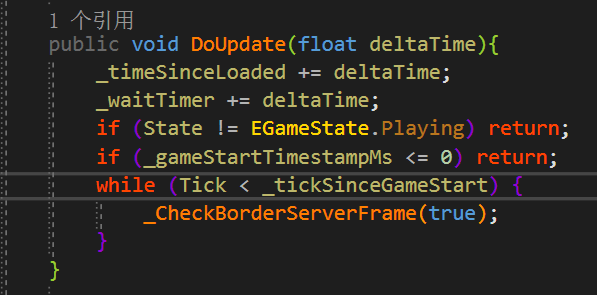 1 个引用
public void DoUpdate(float deltaTime){
_timeSinceLoaded += deltaTime;
_waitTimer += deltaTime;
if (State != EGameState.Playing) return;
if (_gameStartTimestampMs <= 0) return;
while (Tick < _tickSinceGameStart) {
_CheckBorderServerFrame(true);
}
}